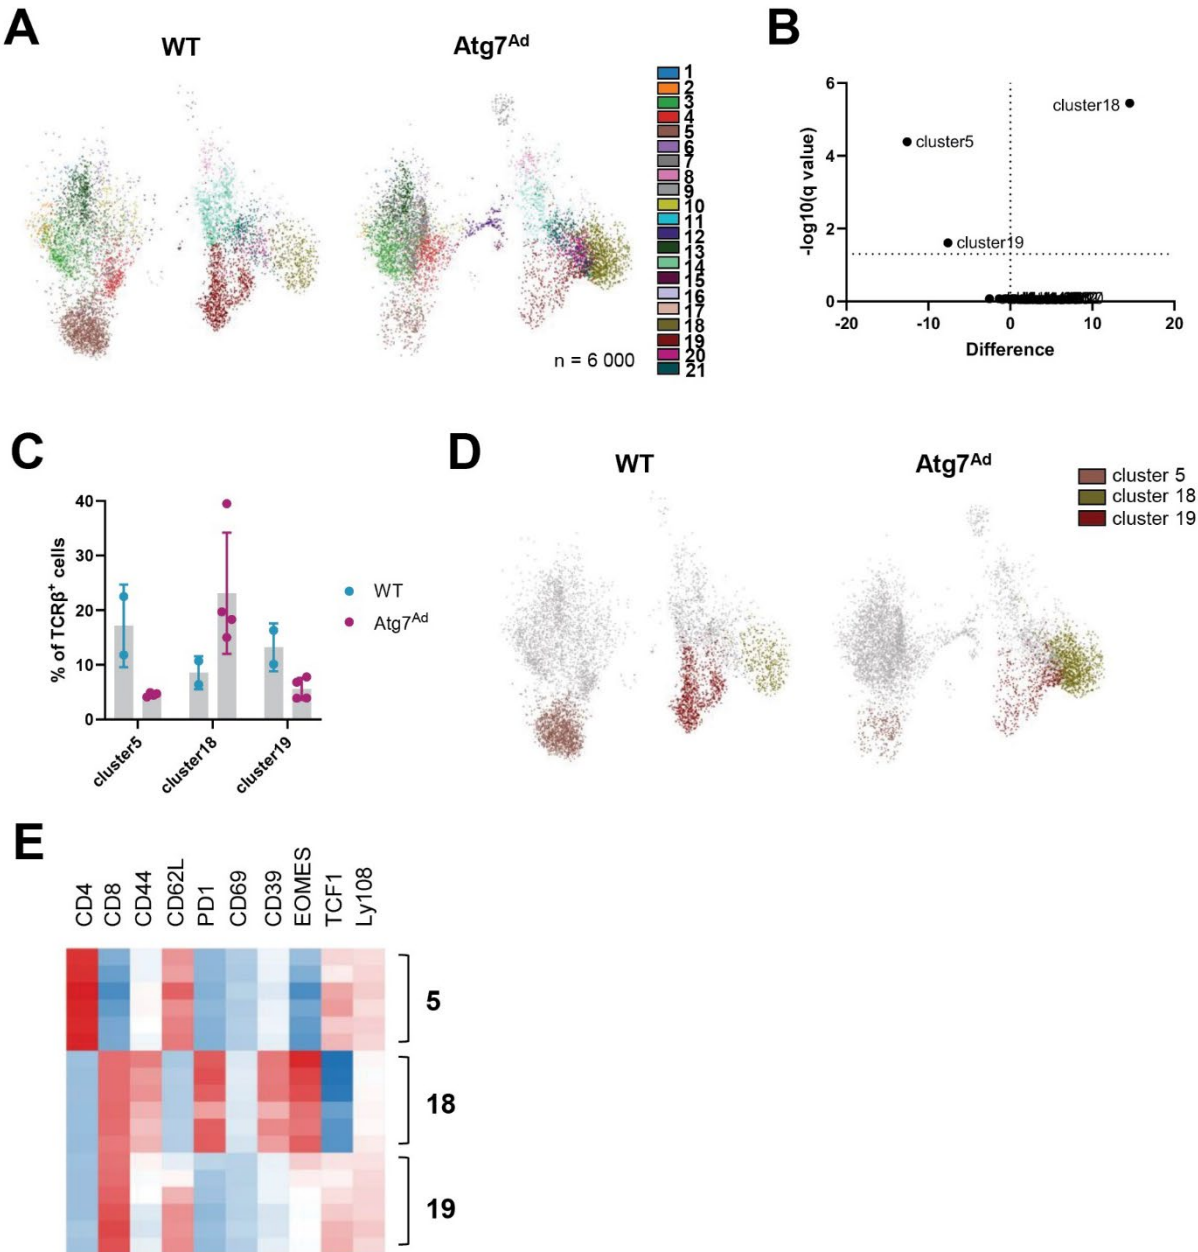 A
WT
Atg7Ad
1
2
3
4
5
6
7
8
9
10
11
12
13
14
15
16
17
18
19
20
21
n = 6 000
B
-log10(q value)
6
4
2
0
cluster18
cluster5
cluster19
-20
-10
0
10
20
Difference
C
% of TCRβ+ cells
40
30
20
10
0
cluster5
cluster18
cluster19
WT
Atg7Ad
D
WT
Atg7Ad
cluster 5
cluster 18
cluster 19
E
CD4
CD8
CD44
CD62L
PD1
CD69
CD39
EOMES
TCF1
Ly108
5
18
19